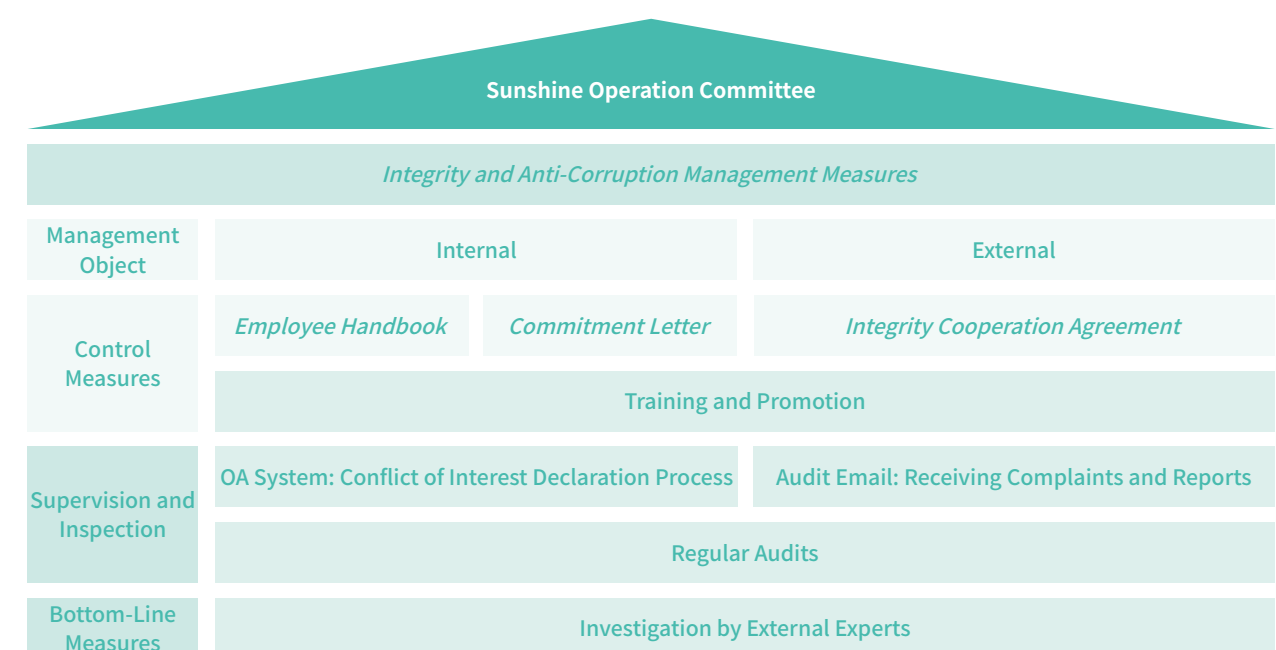 Sunshine Operation Committee
Integrity and Anti-Corruption Management Measures
Management
Object
Internal
External
Control
Measures
Employee Handbook
Commitment Letter
Integrity Cooperation Agreement
Training and Promotion
Supervision and
Inspection
OA System: Conflict of Interest Declaration Process
Audit Email: Receiving Complaints and Reports
Regular Audits
Bottom-Line
Measures
Investigation by External Experts